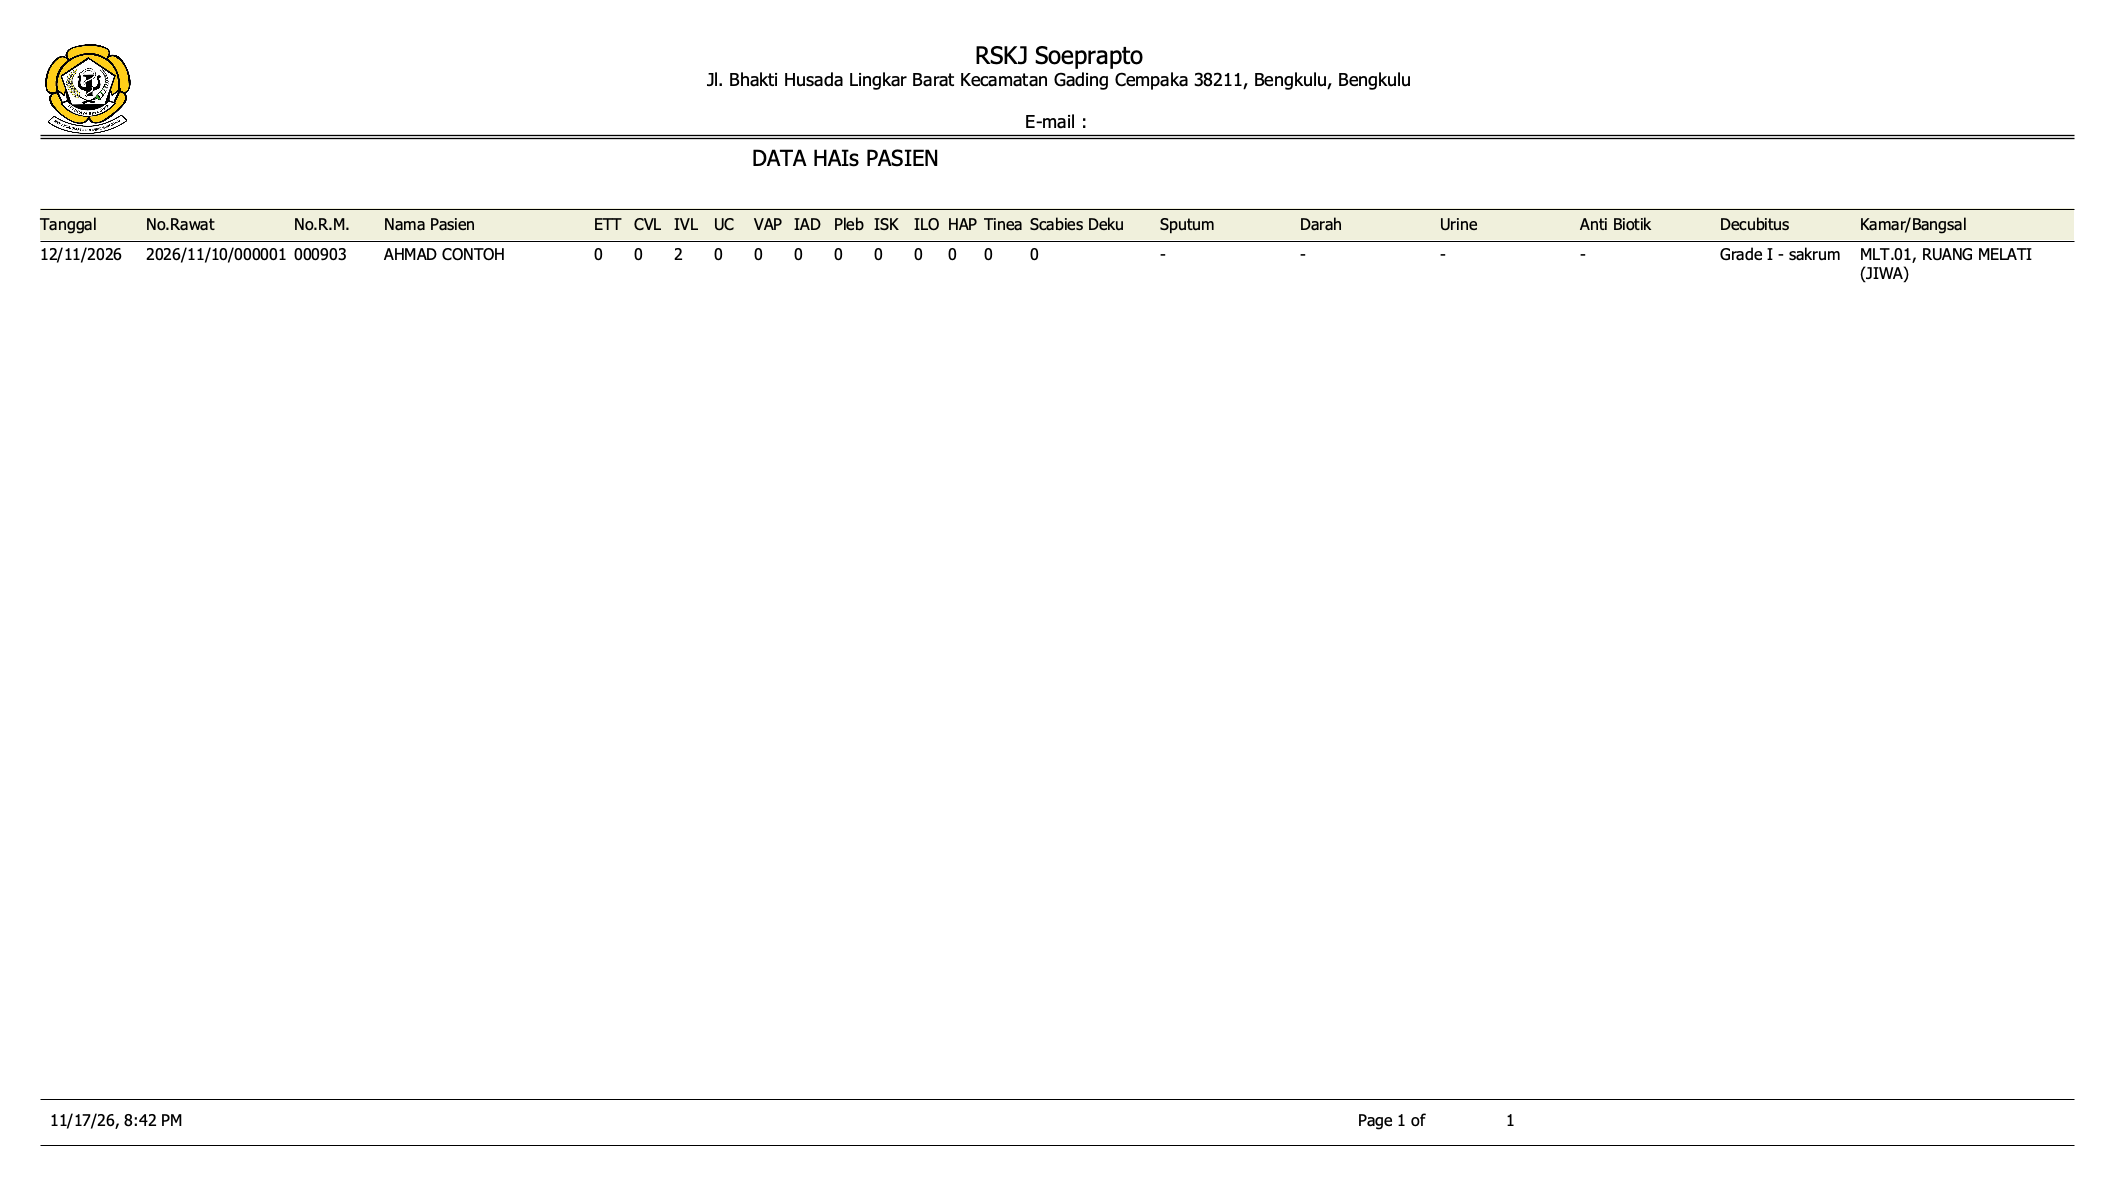 RSKJ Soeprapto
Jl. Bhakti Husada Lingkar Barat Kecamatan Gading Cempaka 38211, Bengkulu, Bengkulu
E-mail :
DATA HAIs PASIEN
Tanggal No.Rawat No.R.M. Nama Pasien ETT CVL IVL UC VAP IAD Pleb ISK ILO HAP Tinea Scabies Deku Sputum Darah Urine Anti Biotik Decubitus Kamar/Bangsal
12/11/2026 2026/11/10/000001 000903 AHMAD CONTOH 0 0 2 0 0 0 0 0 0 0 0 0 - - - - Grade I - sakrum MLT.01, RUANG MELATI
(JIWA)
11/17/26, 8:42 PM Page 1 of 1